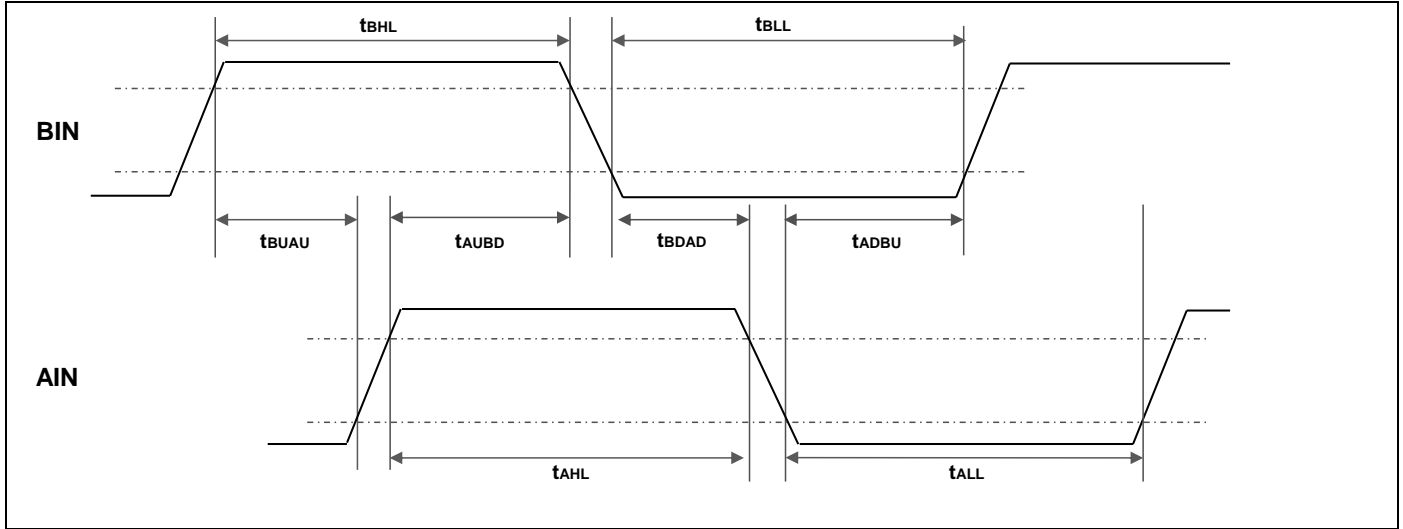 tBHL tBLL
BIN
tBUAU tAUBD tBDAD tADBU
AIN
tAHL tALL